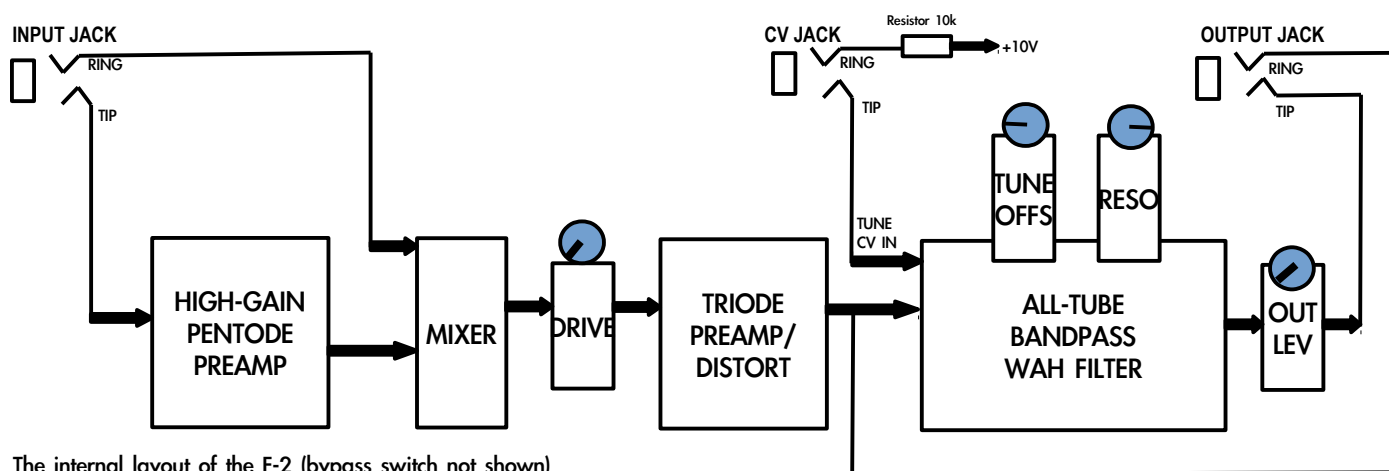 INPUT JACK
RING
TIP
CV JACK
RING
TIP
Resistor 10k
+10V
OUTPUT JACK
RING
TIP
TUNE
OFFS
RESO
TUNE
CV IN
HIGH-GAIN
PENTODE
PREAMP
MIXER
DRIVE
TRIODE
PREAMP/
DISTORT
ALL-TUBE
BANDPASS
WAH FILTER
OUT
LEV
The internal layout of the F-2 (bypass switch not shown)